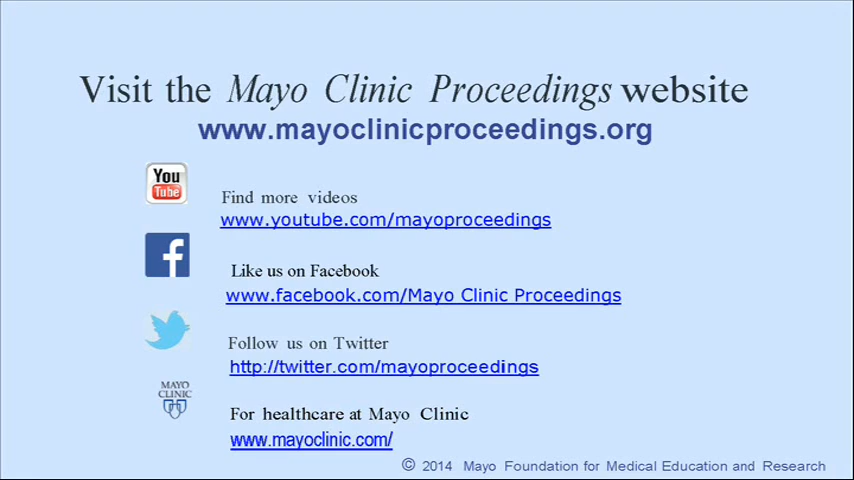 Visit the Mayo Clinic Proceedings website
www.mayoclinicproceedings.org
You
Tube
Find more videos
www.youtube.com/mayoproceedings
f
Like us on Facebook
www.facebook.com/Mayo Clinic Proceedings
Follow us on Twitter
http://twitter.com/mayoproceedings
MAYO
CLINIC
For healthcare at Mayo Clinic
www.mayoclinic.com/
© 2014 Mayo Foundation for Medical Education and Research